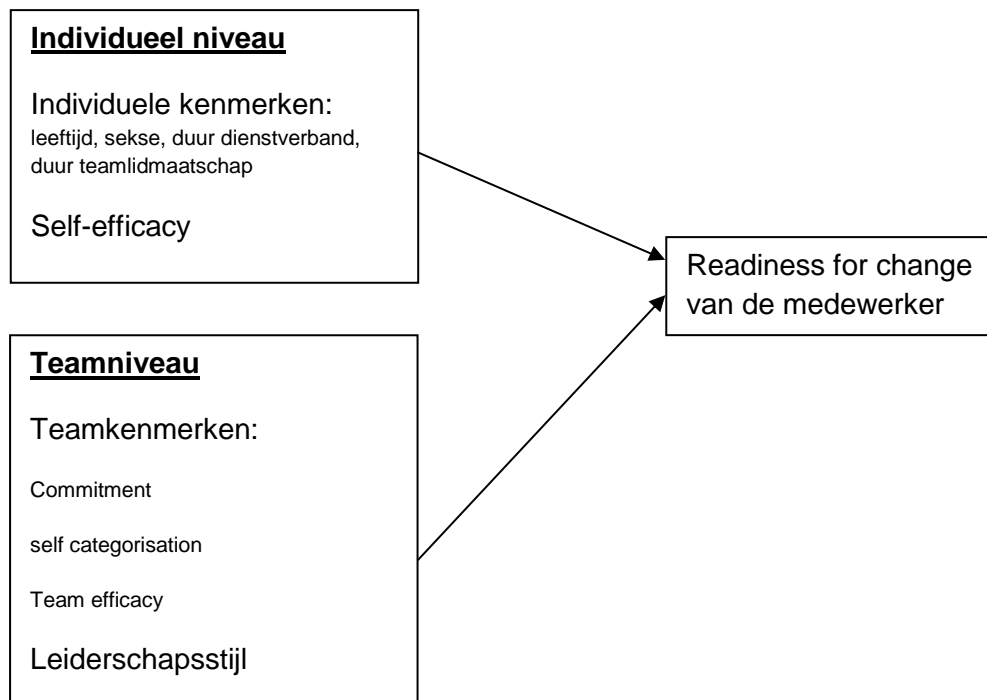 Individueel niveau
Individuele kenmerken:
leeftijd, sekse, duur dienstverband,
duur teamlidmaatschap
Self-efficacy
Readiness for change
van de medewerker
Teamniveau
Teamkenmerken:
Commitment
self categorisation
Team efficacy
Leiderschapsstijl